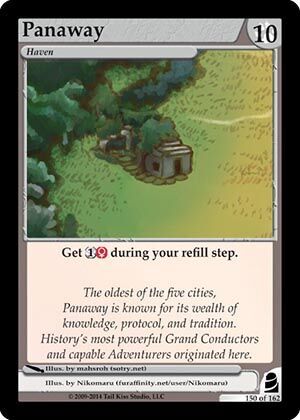 Panaway 10
Haven
Get 1 during your refill step.
The oldest of the five cities,
Panaway is known for its wealth of
knowledge, protocol, and tradition.
History's most powerful Grand Conductors
and capable Adventurers originated here.
Illus. by mahsroh (sotry.net)
Illus. by Nikomaru (furaffinity.net/user/Nikomaru)
© 2009-2014 Tail Kiss Studio, LLC 150 of 162